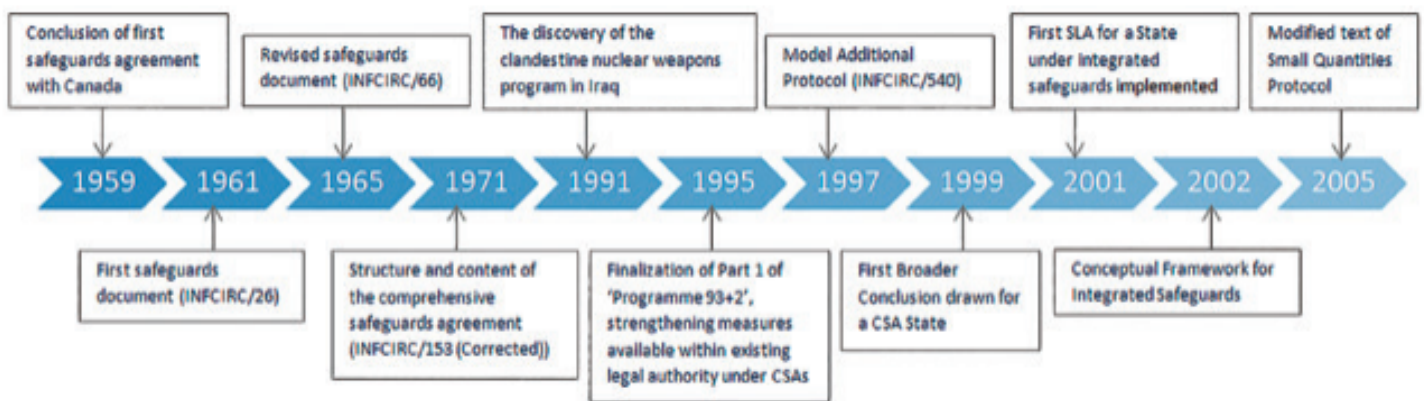 Conclusion of first
safeguards agreement
with Canada
Revised safeguards
document (INFCIRC/66)
The discovery of the
clandestine nuclear weapons
program in Iraq
Model Additional
Protocol (INFCIRC/540)
First SLA for a State
under integrated
safeguards implemented
Modified text of
Small Quantities
Protocol
1959
1961
1965
1971
1991
1995
1997
1999
2001
2002
2005
First safeguards
document (INFCIRC/26)
Structure and content of
the comprehensive
safeguards agreement
(INFCIRC/153 (Corrected))
Finalization of Part 1 of
‘Programme 93+2’,
strengthening measures
available within existing
legal authority under CSAs
First Broader
Conclusion drawn for
a CSA State
Conceptual Framework for
Integrated Safeguards